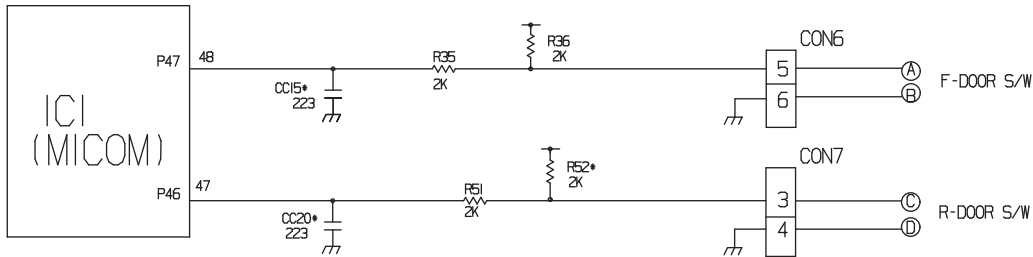 CON6
P47 48 R35 R36
2K 2K
CC15* 223
5 A
6 B
F-DOOR S/W
IC1
(MICOM)
CON7
P46 47 R51 R52*
2K 2K
CC20* 223
3 C
4 D
R-DOOR S/W